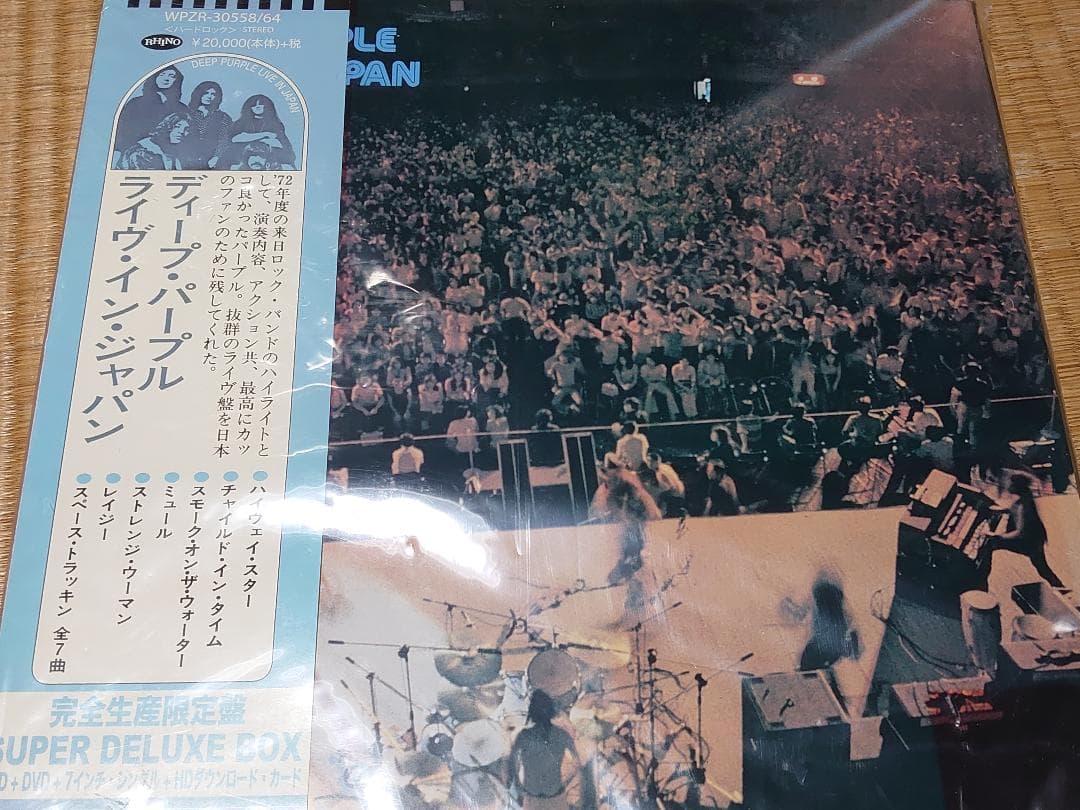 WPZR-30558/64
<ハードロック> STEREO
RHINO ¥20,000(本体)+税
DEEP PURPLE LIVE IN JAPAN
'72年度の来日ロック・バンドのハイライトと
して、演奏内容、アクション共、最高にカッ
コ良かったパープル。抜群のライヴ盤を日本
のファンのために残してくれた。
ディープ・パープル
ライヴ・イン・ジャパン
●ハイウェイ・スター
●チャイルド・イン・タイム
●スモーク・オン・ザ・ウォーター
●ミュール
●ストレンジ・ウーマン
●レイジー
●スペース・トラッキン 全7曲
完全生産限定盤
SUPER DELUXE BOX
D+DVD+7インチ・シングル+HDダウンロード・カード
PLE
PAN